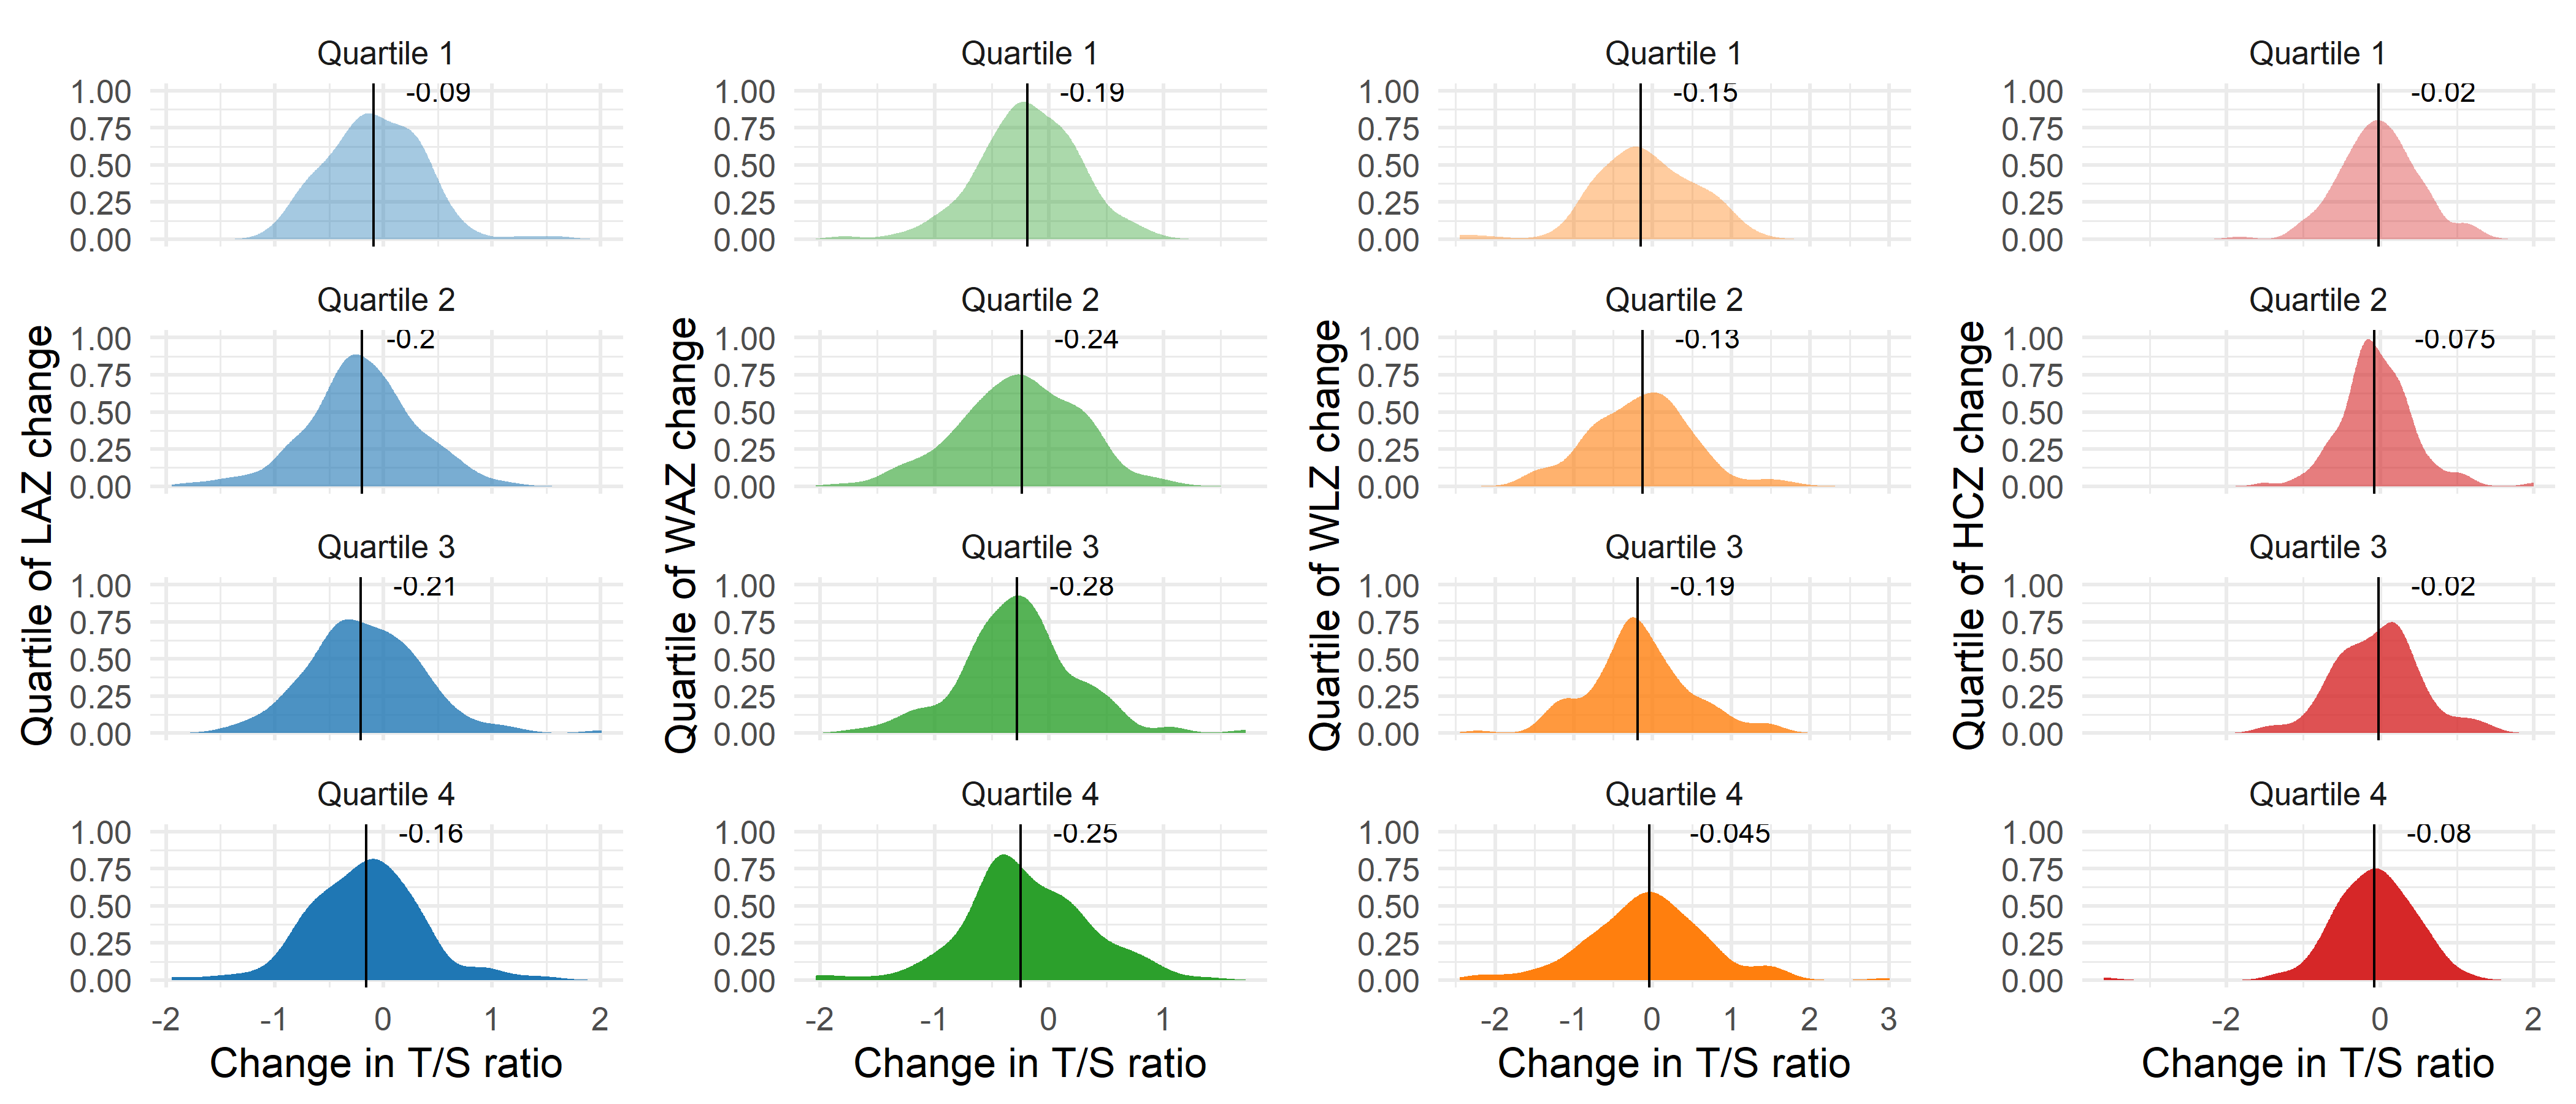 Quartile 1
Quartile 1
Quartile 1
Quartile 1
1.00 -0.09
1.00 -0.19
1.00 -0.15
1.00 -0.02
0.75 0.75 0.75 0.75
0.50 0.50 0.50 0.50
0.25 0.25 0.25 0.25
0.00 0.00 0.00 0.00
Quartile 2
Quartile 2
Quartile 2
Quartile 2
1.00 -0.2
1.00 -0.24
1.00 -0.13
1.00 -0.075
0.75 0.75 0.75 0.75
0.50 0.50 0.50 0.50
0.25 0.25 0.25 0.25
0.00 0.00 0.00 0.00
Quartile 3
Quartile 3
Quartile 3
Quartile 3
1.00 -0.21
1.00 -0.28
1.00 -0.19
1.00 -0.02
0.75 0.75 0.75 0.75
0.50 0.50 0.50 0.50
0.25 0.25 0.25 0.25
0.00 0.00 0.00 0.00
Quartile 4
Quartile 4
Quartile 4
Quartile 4
1.00 -0.16
1.00 -0.25
1.00 -0.045
1.00 -0.08
0.75 0.75 0.75 0.75
0.50 0.50 0.50 0.50
0.25 0.25 0.25 0.25
0.00 0.00 0.00 0.00
-2 -1 0 1 2
-2 -1 0 1
-2 -1 0 1 2 3
-2 0 2
Change in T/S ratio
Change in T/S ratio
Change in T/S ratio
Change in T/S ratio
Quartile of LAZ change
Quartile of WAZ change
Quartile of WLZ change
Quartile of HCZ change